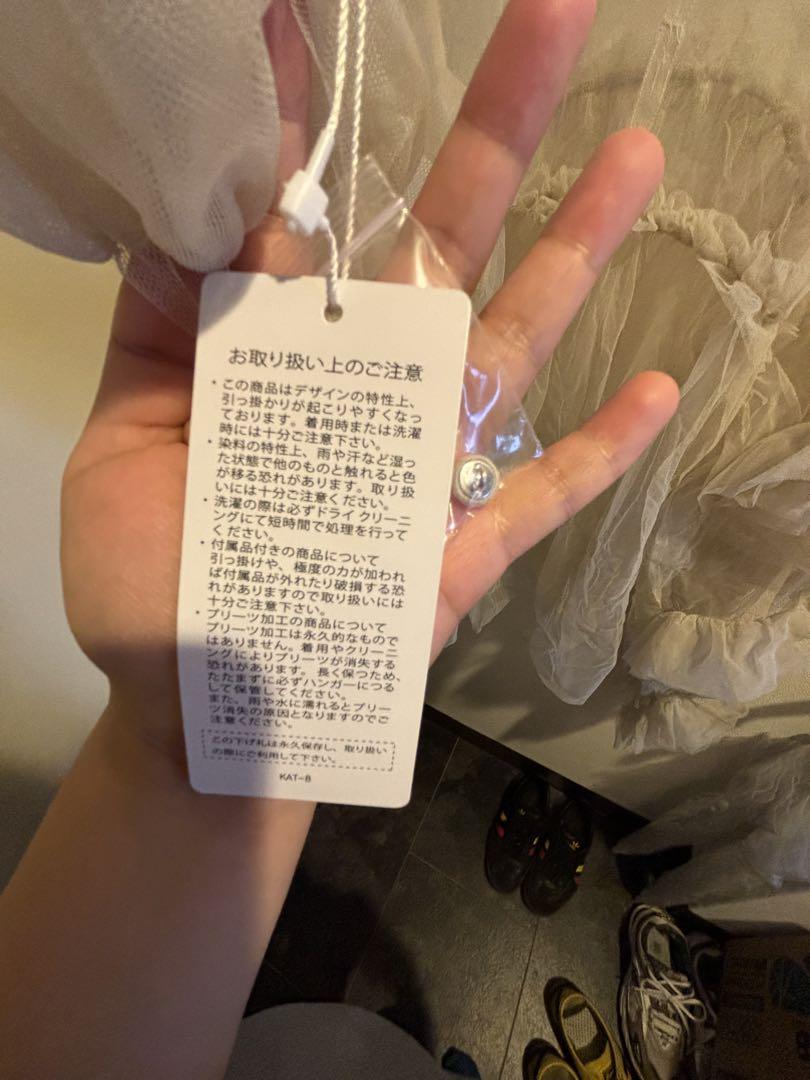 お取り扱い上のご注意
・この商品はデザインの特性上、
引っ掛かりが起こりやすくなっ
ております。着用時または洗濯
時には十分ご注意下さい。
・染料の特性上、雨や汗など湿っ
た状態で他のものと触れると色
が移る恐れがあります。取り扱
いには十分ご注意ください。
・洗濯の際は必ずドライクリーニ
ングにて短時間で処理を行って
ください。
・付属品付きの商品について
引っ掛けや、極度の力が加われ
ば付属品が外れたり破損する恐
れがありますので取り扱いには
十分ご注意下さい。
・プリーツ加工の商品について
プリーツ加工は永久的なもので
はありません。着用やクリーニ
ングによりプリーツが消失する
恐れがあります。長く保つため、
たたまずに必ずハンガーにつる
して保管してください。
また、雨や水に濡れるとプリー
ツ消失の原因となりますのでご
注意ください。
この下げ札は永久保存し、取り扱い
の際にご利用して下さい。
KAT-8